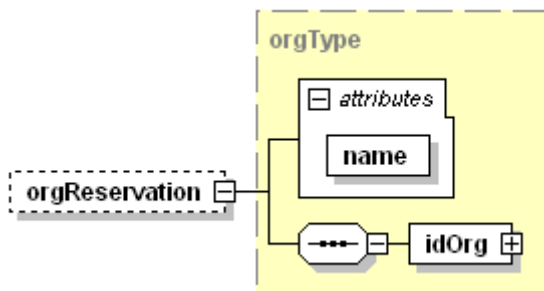 orgType
attributes
name
orgReservation
idOrg